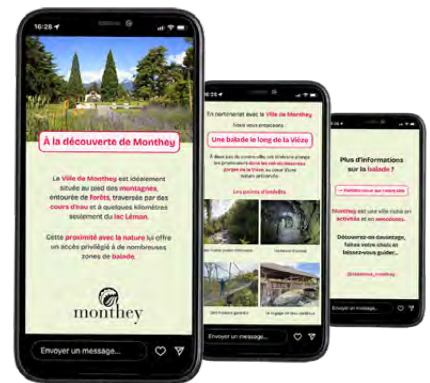 16:28
À la découverte de Monthey
La Ville de Monthey est idéalement
située au pied des montagnes,
entourée de forêts, traversée par des
cours d'eau et à quelques kilomètres
seulement du lac Léman.
Cette proximité avec la nature lui offre
un accès privilégié à de nombreuses
zones de balade.
monthey
Envoyer un message...
16:28
En partenariat avec la Ville de Monthey
Nous vous proposons :
Une balade le long de la Vièze
Les points d'intérêts
Envoyer un message...
Plus d'informations
sur la balade ?
Monthey est une ville riche en
activités et en
Découvrez-en davantage,
faites votre choix et
laissez-vous guider...
Envoyer un message...